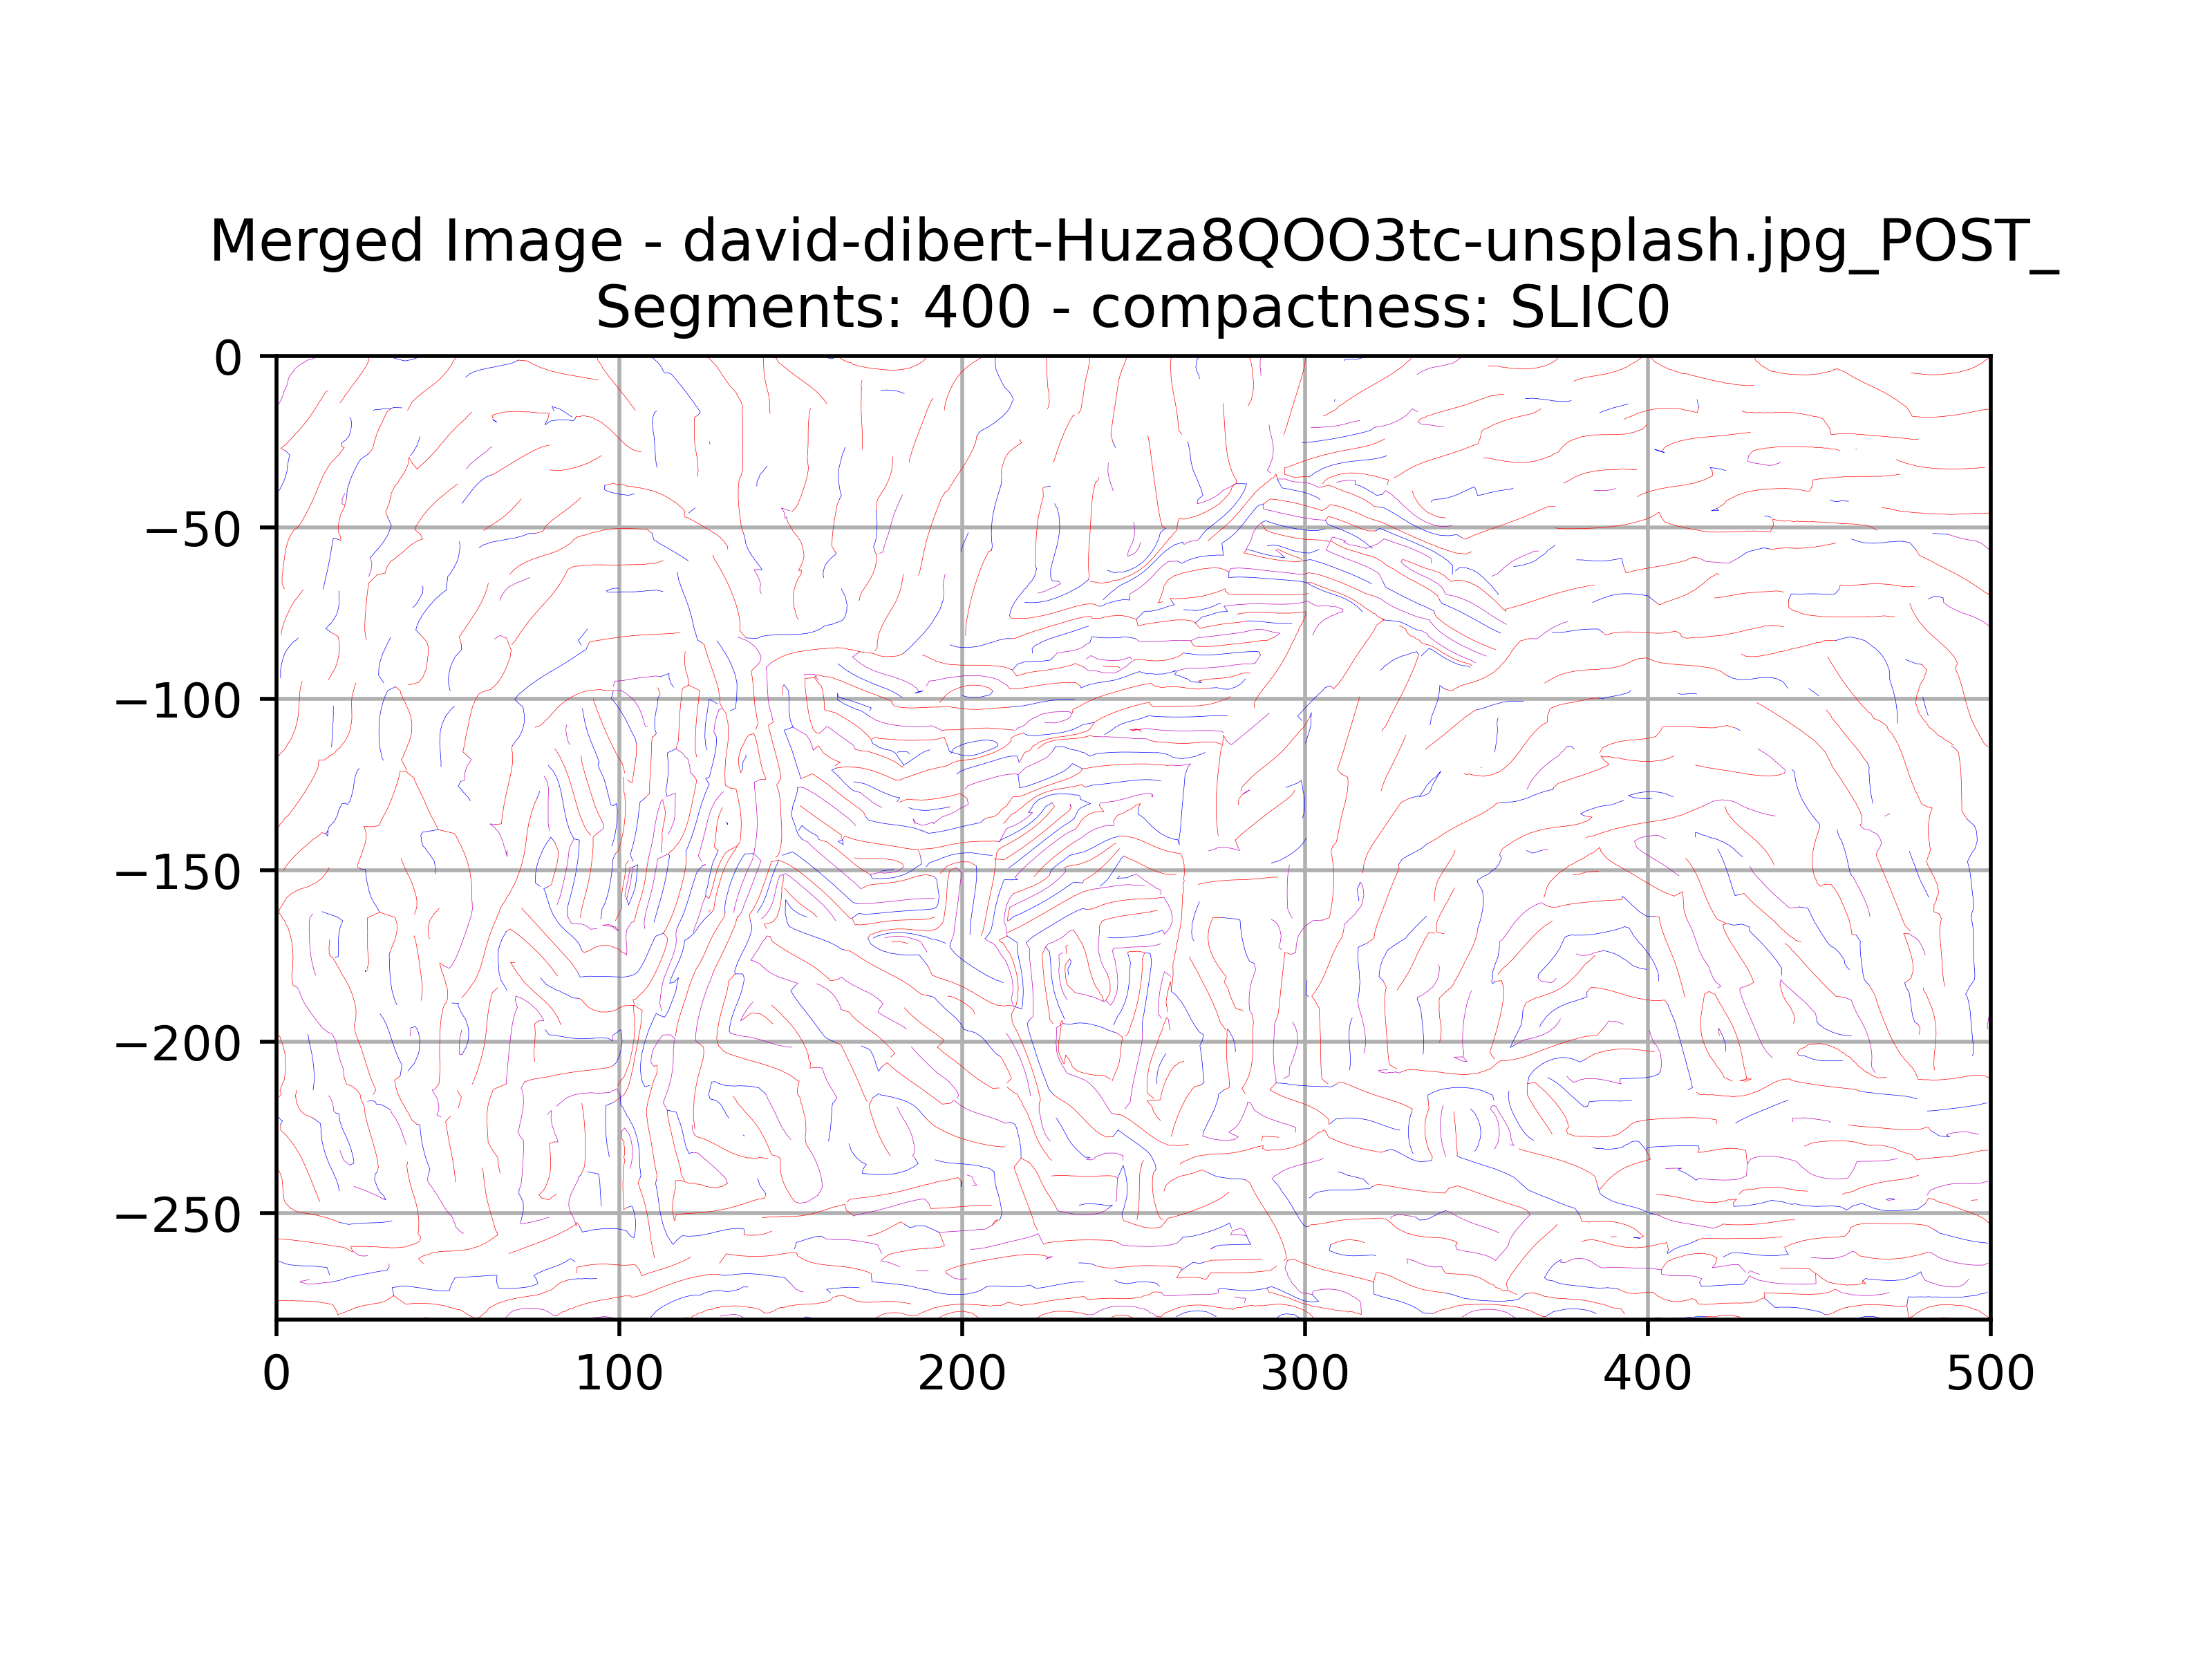 Merged Image - david-dibert-Huza8QOO3tc-unsplash.jpg_POST_
Segments: 400 - compactness: SLIC0
0
−50
−100
−150
−200
−250
0 100 200 300 400 500